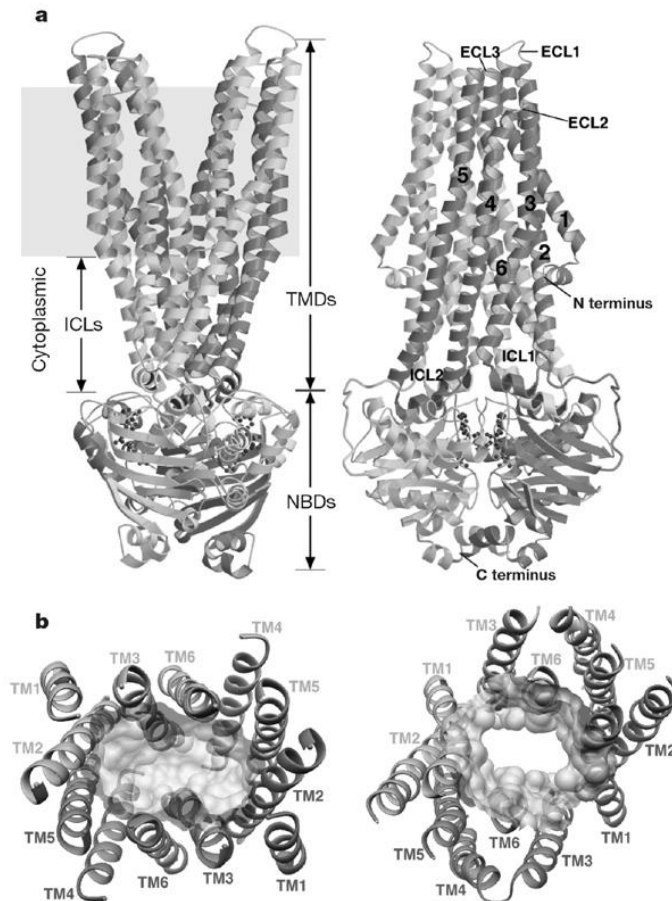 a
Cytoplasmic
ICLs
TMDs
NBDs
ECL3
ECL1
ECL2
5
4
3
1
6
2
N terminus
ICL2
ICL1
C terminus
b
TM4
TM3
TM6
TM1
TM5
TM2
TM2
TM5
TM4
TM6
TM3
TM1
TM3
TM4
TM1
TM6
TM5
TM2
TM2
TM1
TM5
TM6
TM3
TM4